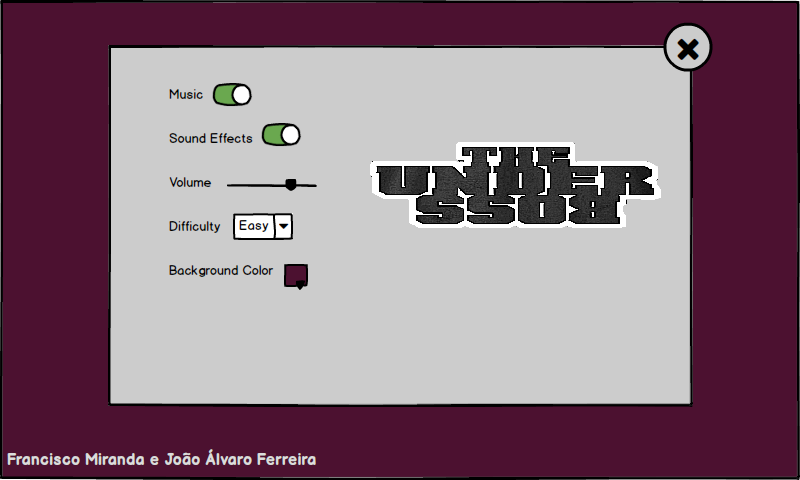 Music
Sound Effects
Volume
Difficulty Easy
Background Color
THE
UNDER
BOSS
Francisco Miranda e João Álvaro Ferreira